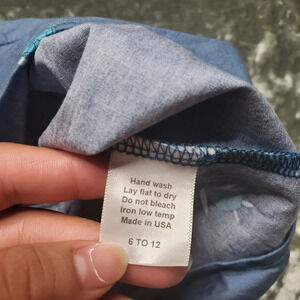 Hand wash
Lay flat to dry
Do not bleach
Iron low temp
Made in USA
6 TO 12